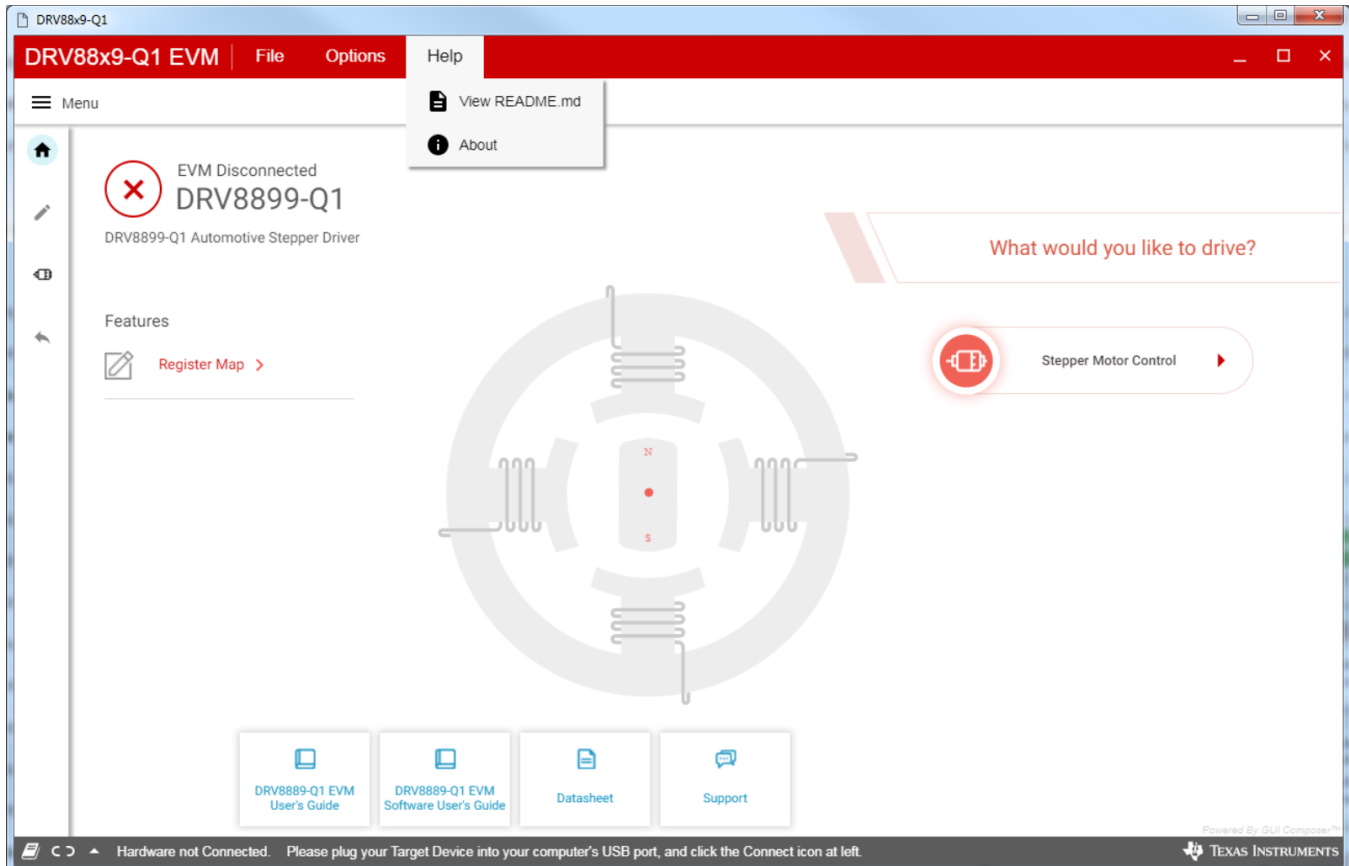 DRV88x9-Q1
DRV88x9-Q1 EVM File Options Help
Menu
View README.md
About
EVM Disconnected
DRV8899-Q1
DRV8899-Q1 Automotive Stepper Driver
What would you like to drive?
Features
Register Map
Stepper Motor Control
N
S
DRV8889-Q1 EVM
User's Guide
DRV8889-Q1 EVM
Software User's Guide
Datasheet
Support
Powered By GUI Composer™
Hardware not Connected. Please plug your Target Device into your computer's USB port, and click the Connect icon at left.
TEXAS INSTRUMENTS